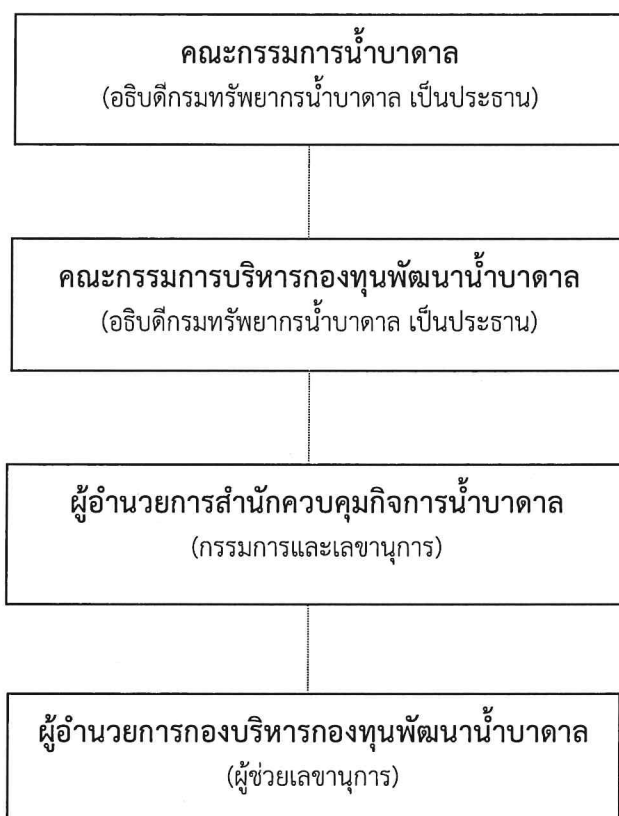 คณะกรรมการน้ำบาดาล
(อธิบดีกรมทรัพยากรน้ำบาดาล เป็นประธาน)
คณะกรรมการบริหารกองทุนพัฒนาน้ำบาดาล
(อธิบดีกรมทรัพยากรน้ำบาดาล เป็นประธาน)
ผู้อำนวยการสำนักควบคุมกิจการน้ำบาดาล
(กรรมการและเลขานุการ)
ผู้อำนวยการกองบริหารกองทุนพัฒนาน้ำบาดาล
(ผู้ช่วยเลขานุการ)